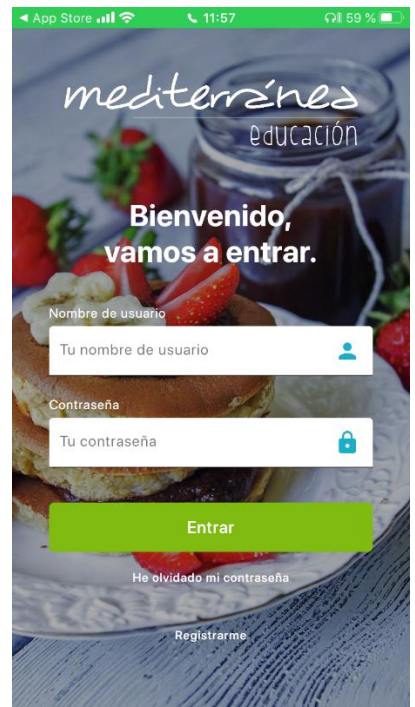 App Store 11:57 59 %
mediterránea
educación
Bienvenido,
vamos a entrar.
Nombre de usuario
Tu nombre de usuario
Contraseña
Tu contraseña
Entrar
He olvidado mi contraseña
Registrarme